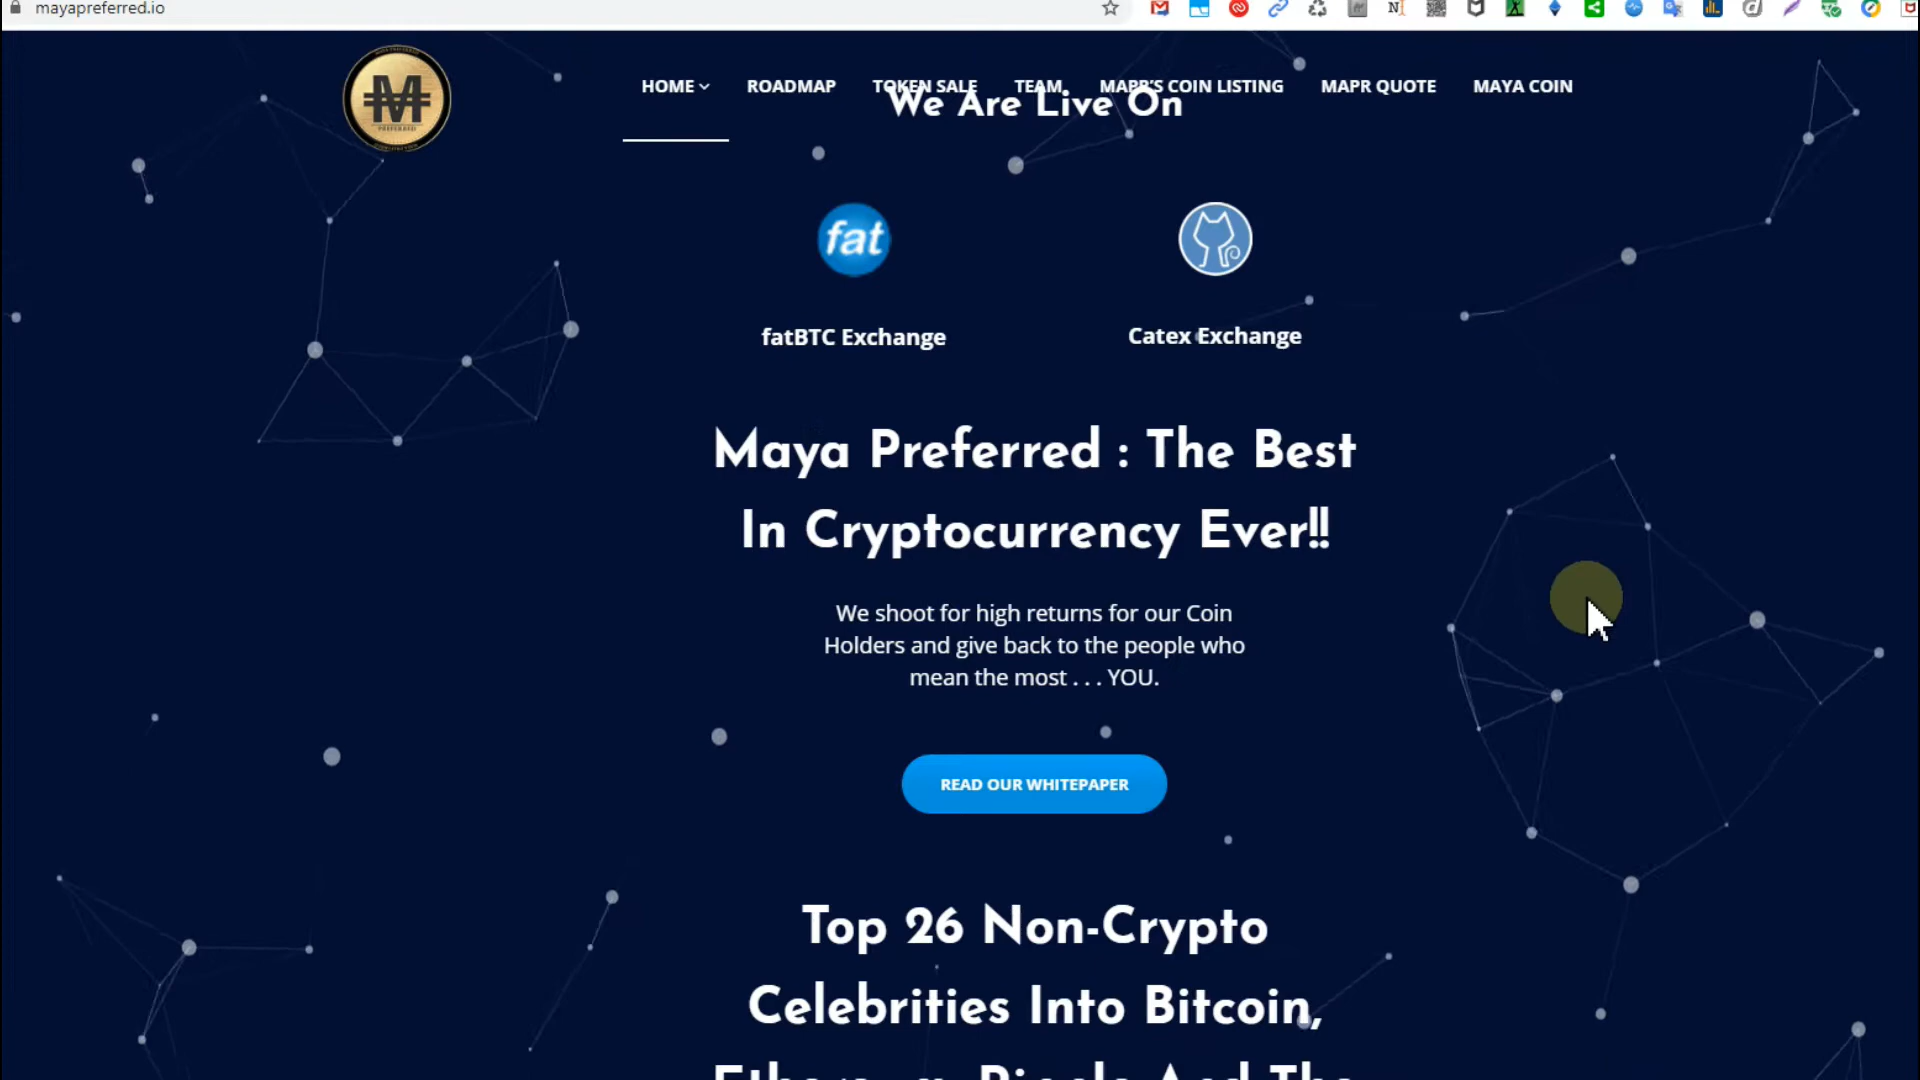 mayapreferred.io
HOME
ROADMAP
TOKEN SALE
TEAM
MAPR'S COIN LISTING
MAPR QUOTE
MAYA COIN
M
PREFERRED
We Are Live On
fat
fatBTC Exchange
Catex Exchange
Maya Preferred : The Best
In Cryptocurrency Ever!!
We shoot for high returns for our Coin
Holders and give back to the people who
mean the most . . . YOU.
READ OUR WHITEPAPER
Top 26 Non-Crypto
Celebrities Into Bitcoin,